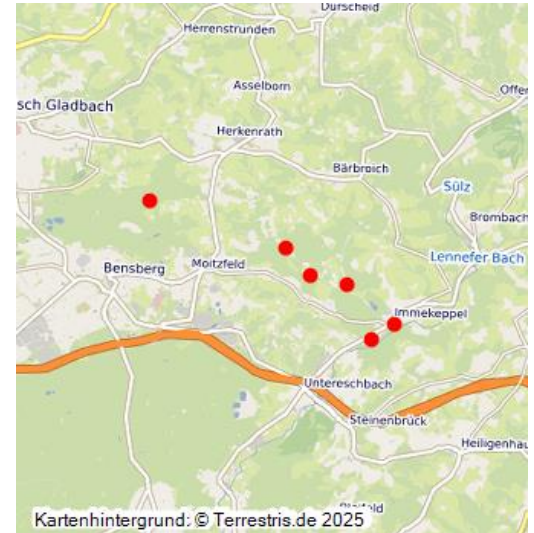 Dürscheid
Herrenstrunden
Asselborn
Offer
sch Gladbach
Herkenrath
Bärbroich
Sülz
Brombach
Lennefer Bach
Moitzfeld
Bensberg
Immekeppel
Untereschbach
Steinenbrück
Heiligenhau
Kartenhintergrund: © Terrestris.de 2025